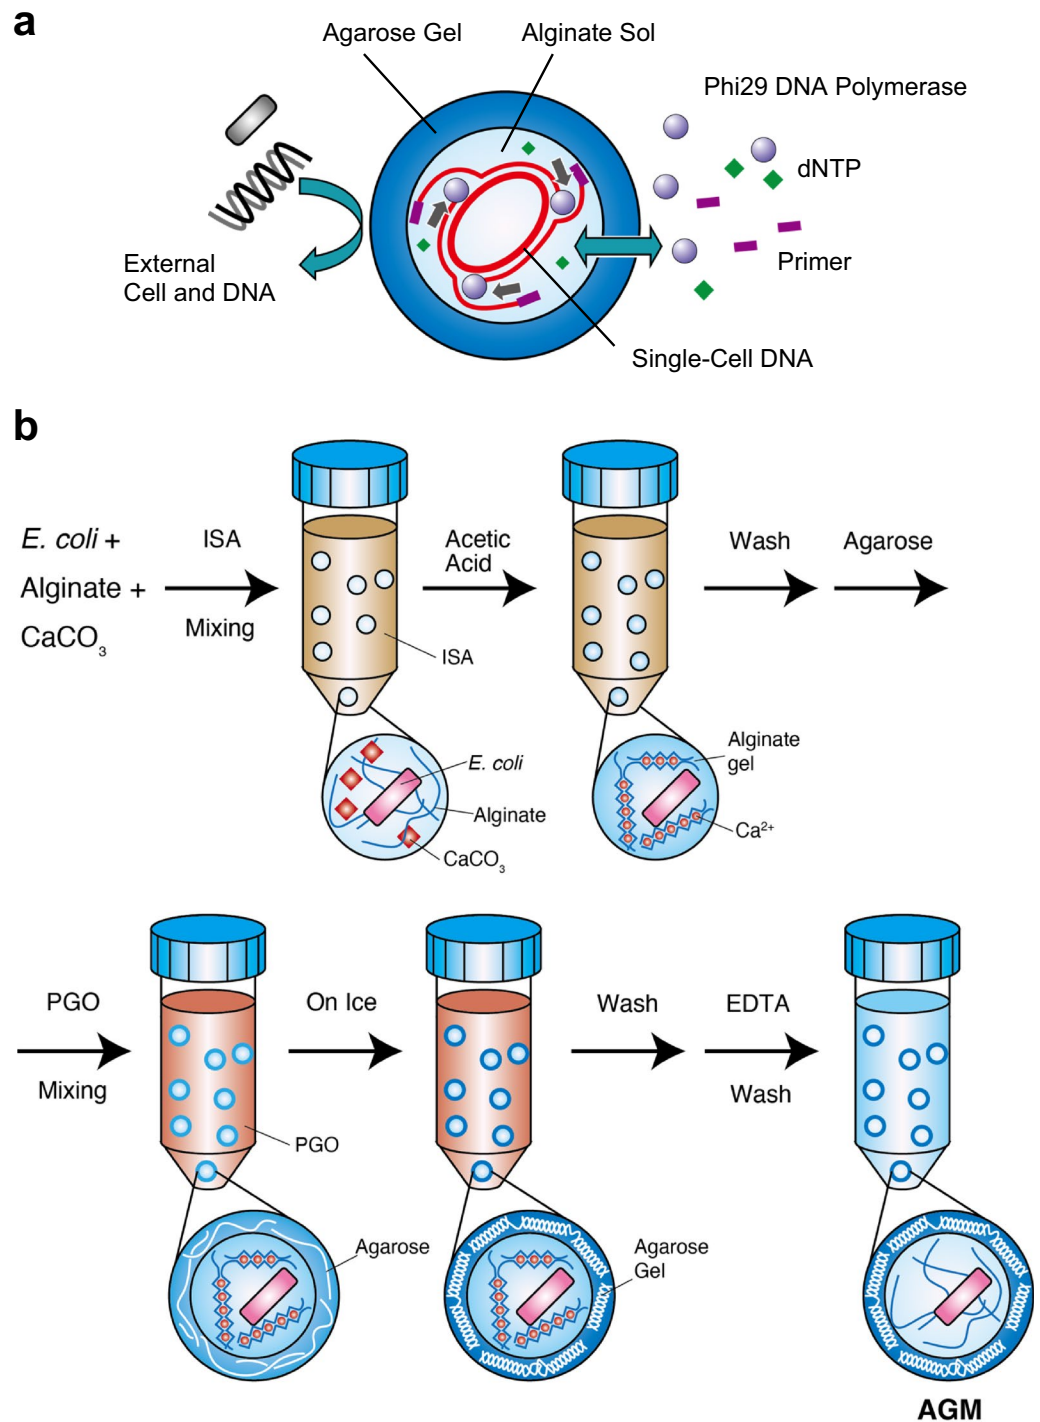 a
Agarose Gel
Alginate Sol
Phi29 DNA Polymerase
dNTP
Primer
External
Cell and DNA
Single-Cell DNA
b
E. coli +
Alginate +
CaCO₃
ISA
Mixing
ISA
Acetic
Acid
Wash
Agarose
E. coli
Alginate
CaCO₃
Alginate
gel
Ca²⁺
PGO
Mixing
PGO
On Ice
Wash
EDTA
Wash
Agarose
Agarose
Gel
AGM